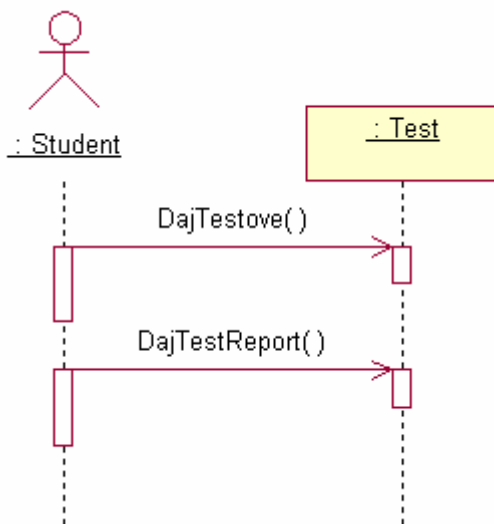 : Student
: Test
DajTestove( )
DajTestReport( )